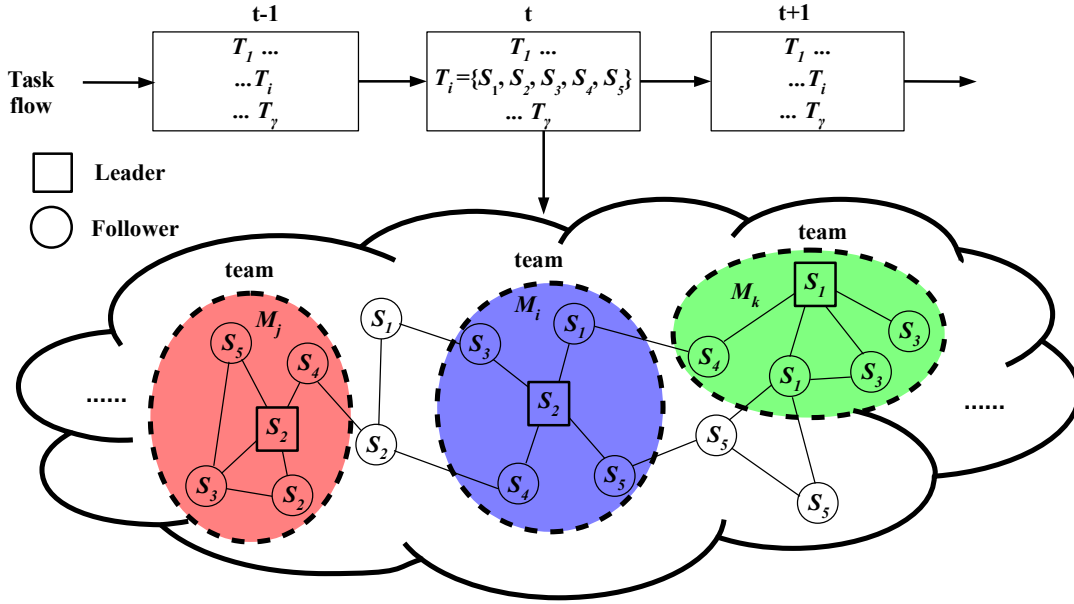 t-1
t
t+1
Task
flow
T1 ...
...Ti
... Tγ
T1 ...
Ti={S1, S2, S3, S4, S5}
... Tγ
T1 ...
...Ti
... Tγ
Leader
Follower
team
team
team
Mj
S5
S4
S2
S3
S2
S1
S2
Mi
S3
S1
S2
S4
S5
Mk
S1
S4
S3
S1
S3
S5
S5
......
......